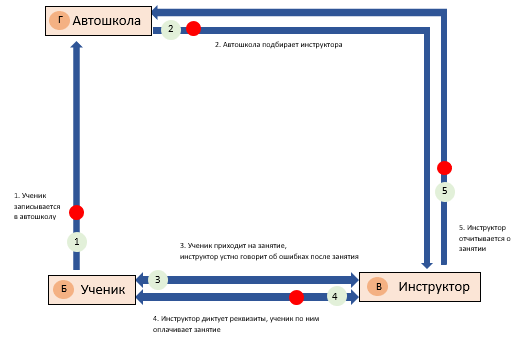 Г Автошкола
2
2. Автошкола подбирает инструктора
1. Ученик
записывается
в автошколу
1
5
5. Инструктор
отчитывается о
занятии
3. Ученик приходит на занятие,
инструктор устно говорит об ошибках после занятия
Б Ученик
3
4
В Инструктор
4. Инструктор диктует реквизиты, ученик по ним
оплачивает занятие